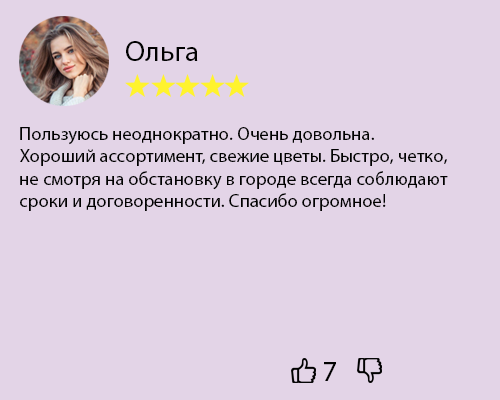 Ольга
Пользуюсь неоднократно. Очень довольна.
Хороший ассортимент, свежие цветы. Быстро, четко,
не смотря на обстановку в городе всегда соблюдают
сроки и договоренности. Спасибо огромное!
7